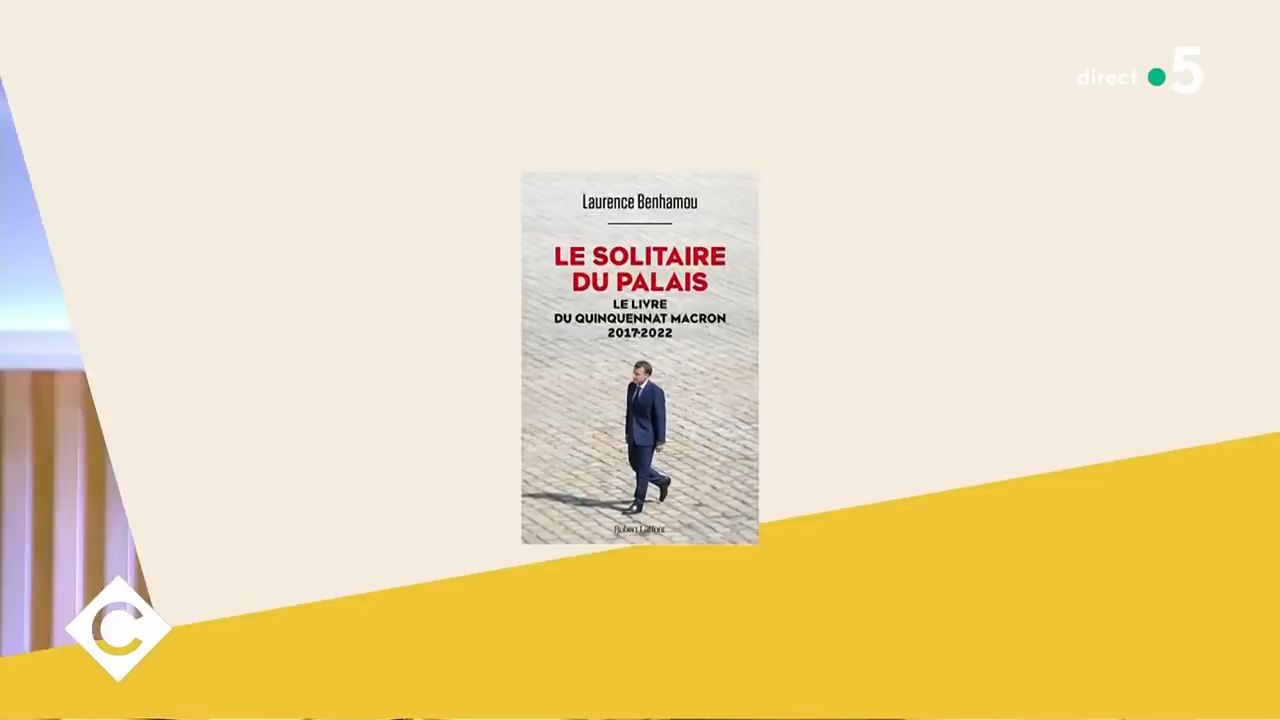 direct 5
Laurence Benhamou
LE SOLITAIRE
DU PALAIS
LE LIVRE
DU QUINQUENNAT MACRON
2017-2022
Robert Laffont
C